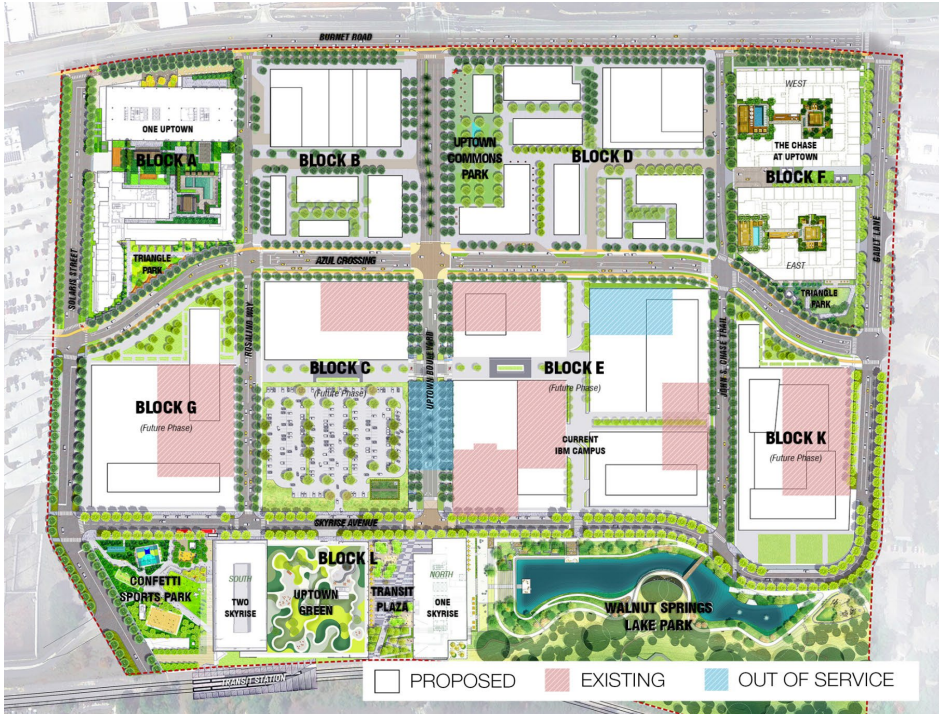 BURNET ROAD
WEST
ONE UPTOWN
BLOCK A
BLOCK B
UPTOWN
COMMONS
PARK
BLOCK D
THE CHASE
AT UPTOWN
BLOCK F
SOLARIS STREET
TRIANGLE
PARK
AZUL CROSSING
EAST
GAULT LANE
TRIANGLE
PARK
ROSALIND WAY
UPTOWN BOULEVARD
JOHN S. CHASE TRAIL
BLOCK C
(Future Phase)
BLOCK E
(Future Phase)
BLOCK G
(Future Phase)
CURRENT
IBM CAMPUS
BLOCK K
(Future Phase)
SKYRISE AVENUE
BLOCK L
CONFETTI
SPORTS PARK
SOUTH
TWO
SKYRISE
UPTOWN
GREEN
TRANSIT
PLAZA
NORTH
ONE
SKYRISE
WALNUT SPRINGS
LAKE PARK
TRANSIT STATION
PROPOSED
EXISTING
OUT OF SERVICE